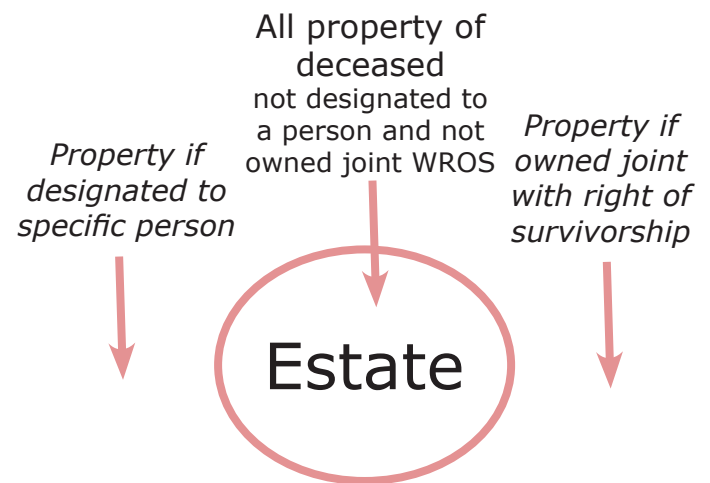 Property if
designated to
specific person
All property of
deceased
not designated to
a person and not
owned joint WROS
Property if
owned joint
with right of
survivorship
Estate